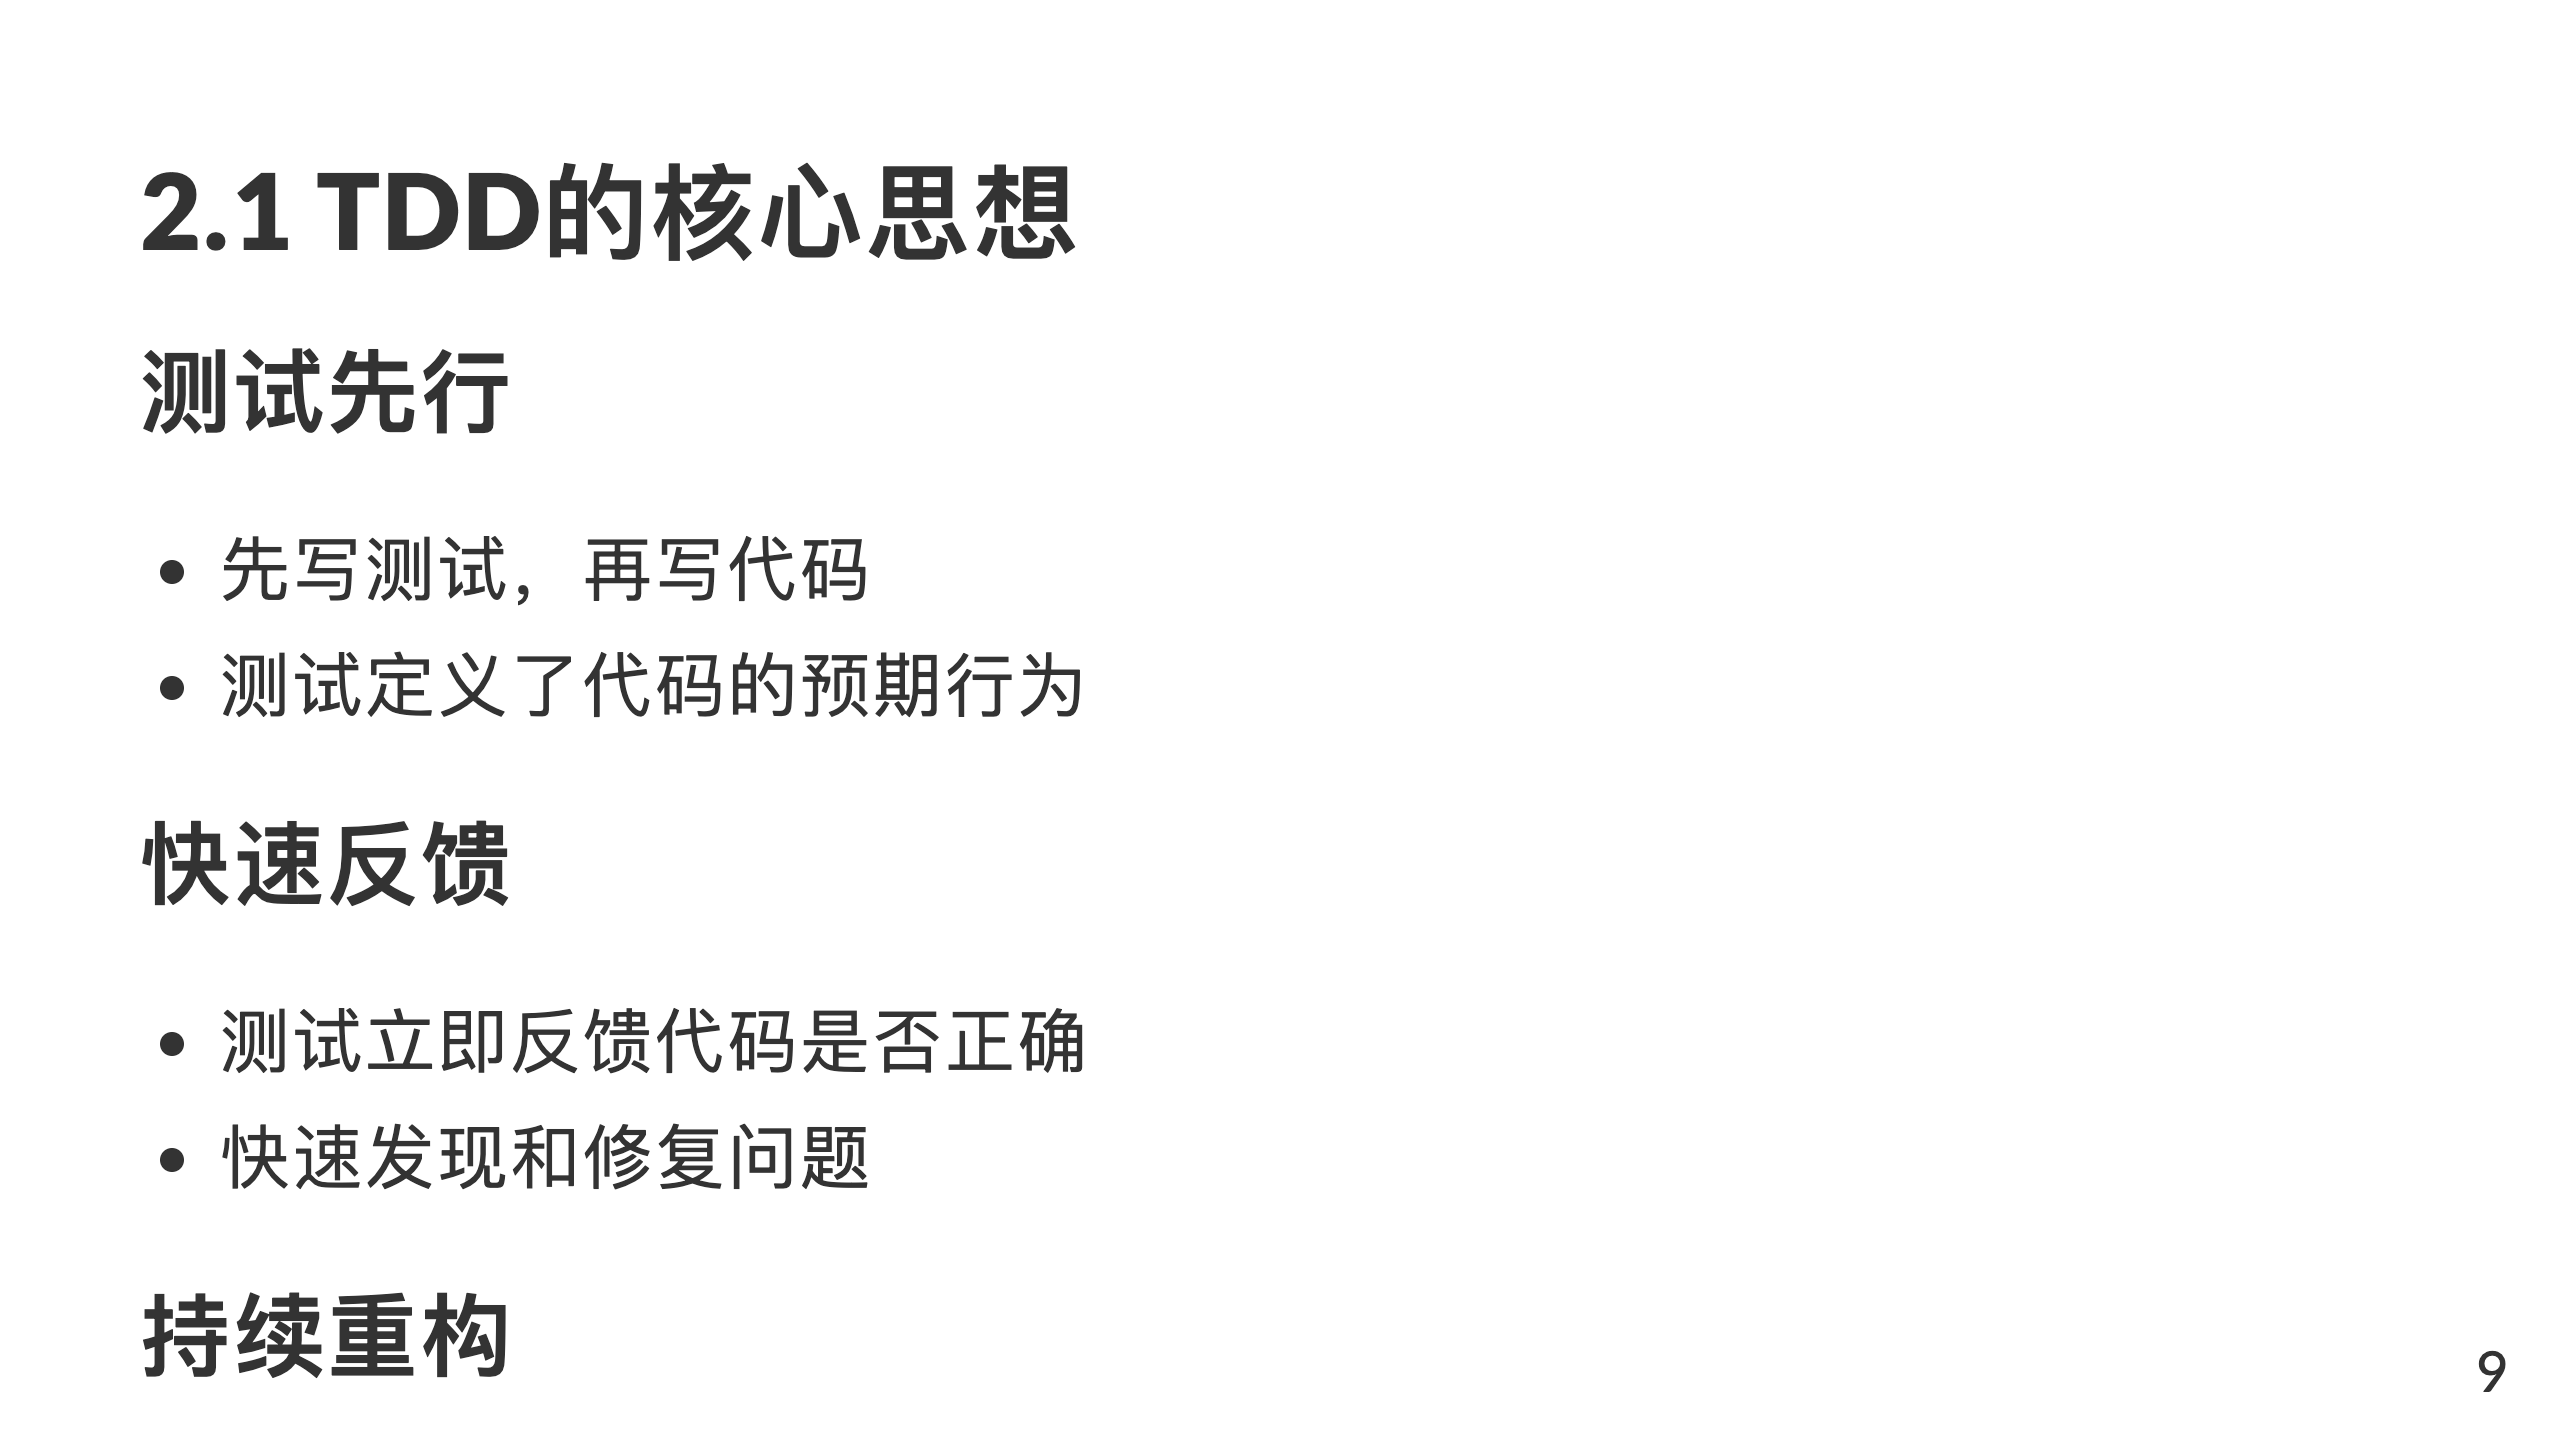 2.1 TDD的核心思想
测试先行
• 先写测试，再写代码
• 测试定义了代码的预期行为
快速反馈
• 测试立即反馈代码是否正确
• 快速发现和修复问题
持续重构
9